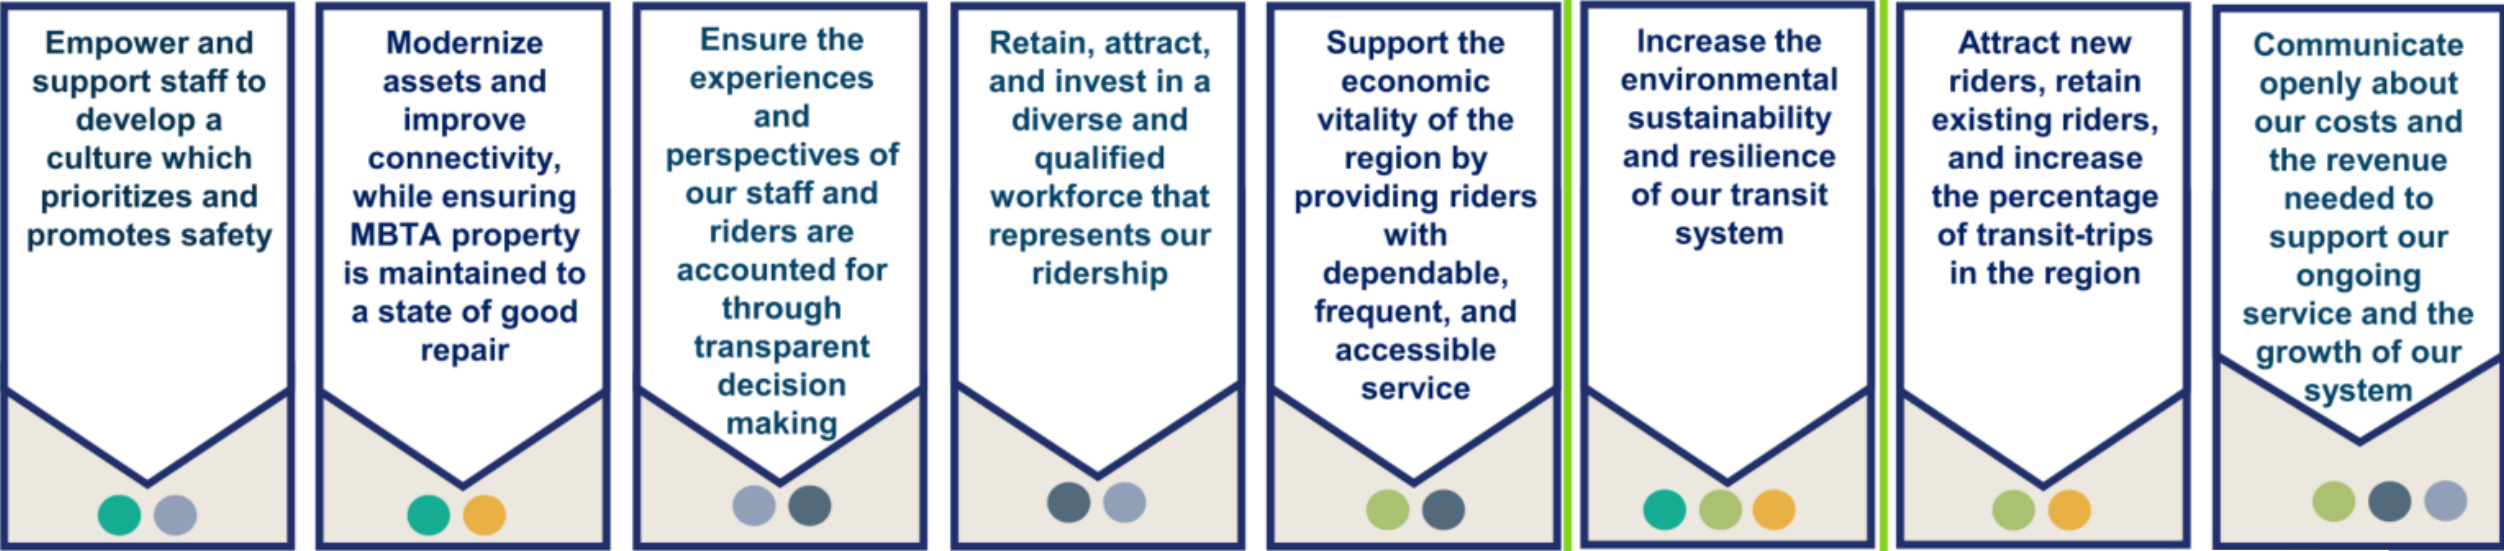 Empower and
support staff to
develop a
culture which
prioritizes and
promotes safety
Modernize
assets and
improve
connectivity,
while ensuring
MBTA property
is maintained to
a state of good
repair
Ensure the
experiences
and
perspectives of
our staff and
riders are
accounted for
through
transparent
decision
making
Retain, attract,
and invest in a
diverse and
qualified
workforce that
represents our
ridership
Support the
economic
vitality of the
region by
providing riders
with
dependable,
frequent, and
accessible
service
Increase the
environmental
sustainability
and resilience
of our transit
system
Attract new
riders, retain
existing riders,
and increase
the percentage
of transit-trips
in the region
Communicate
openly about
our costs and
the revenue
needed to
support our
ongoing
service and the
growth of our
system